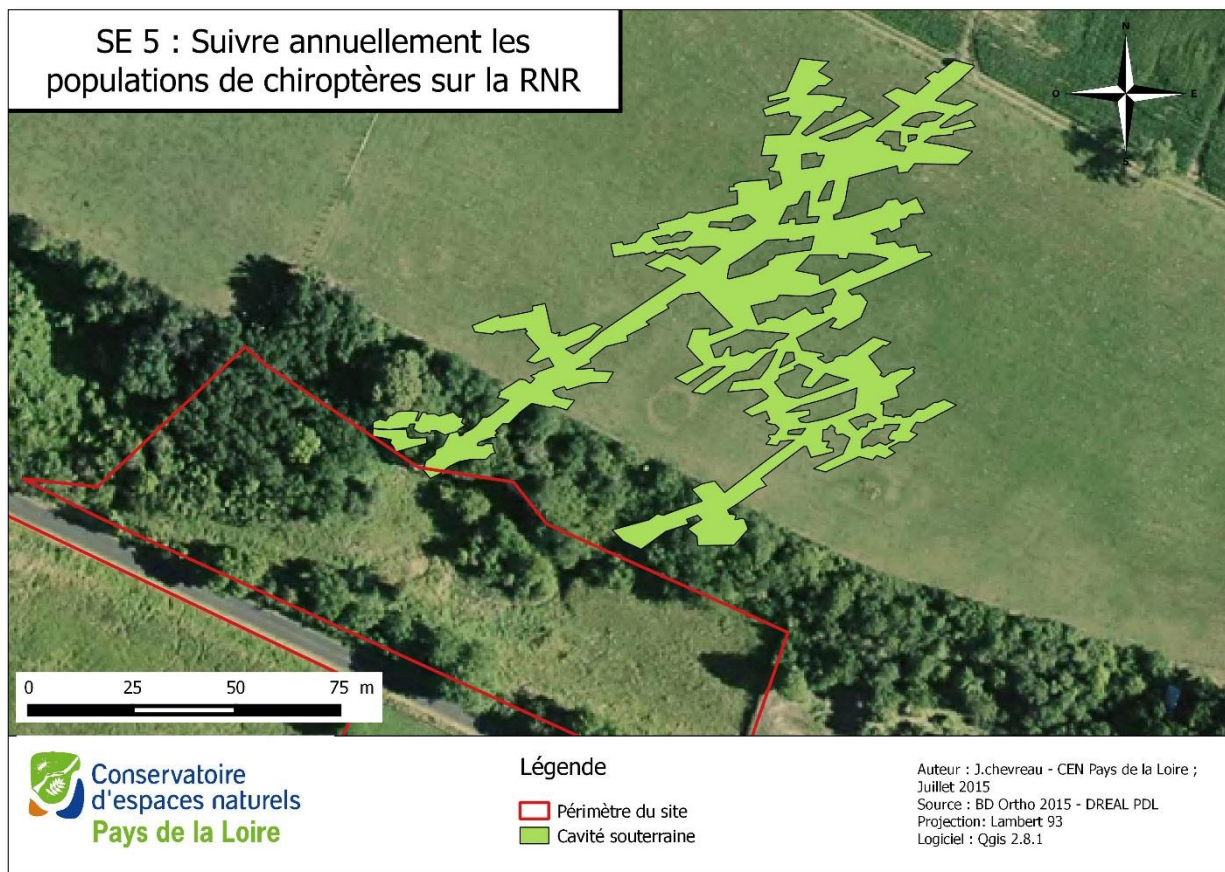 SE 5 : Suivre annuellement les
populations de chiroptères sur la RNR
N
O
E
S
0 25 50 75 m
Conservatoire
d'espaces naturels
Pays de la Loire
Légende
Périmètre du site
Cavité souterraine
Auteur : J.chevreau - CEN Pays de la Loire ;
Juillet 2015
Source : BD Ortho 2015 - DREAL PDL
Projection: Lambert 93
Logiciel : Qgis 2.8.1